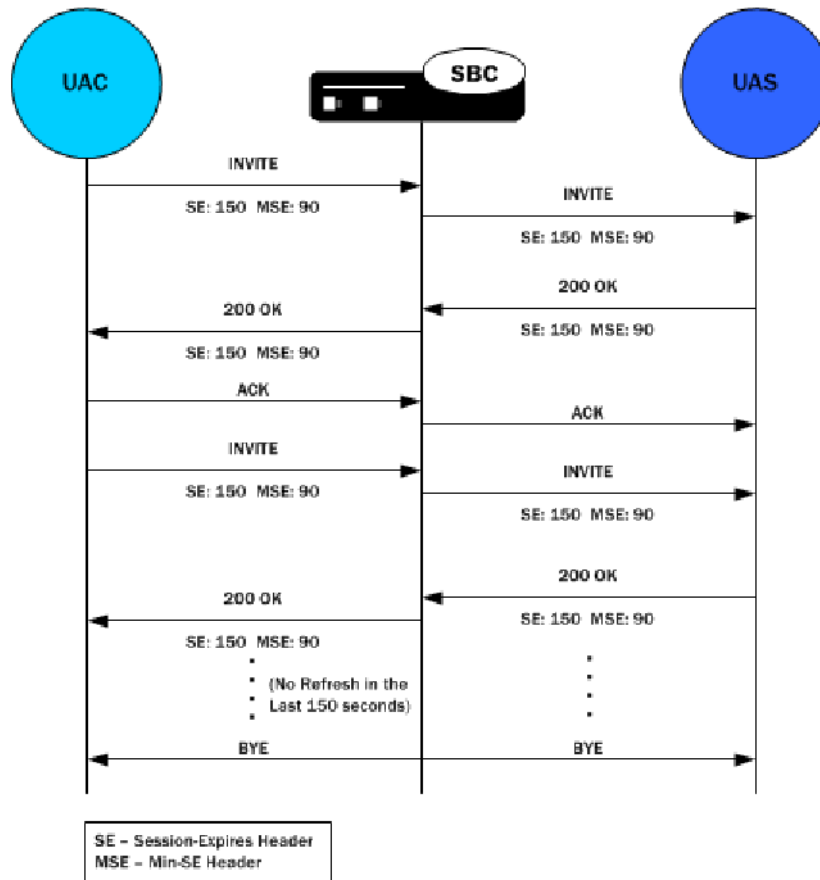 UAC
SBC
UAS
INVITE
SE: 150 MSE: 90
INVITE
SE: 150 MSE: 90
200 OK
SE: 150 MSE: 90
200 OK
SE: 150 MSE: 90
ACK
ACK
INVITE
SE: 150 MSE: 90
INVITE
SE: 150 MSE: 90
200 OK
SE: 150 MSE: 90
200 OK
SE: 150 MSE: 90
(No Refresh in the
Last 150 seconds)
BYE
BYE
SE – Session-Expires Header
MSE – Min-SE Header